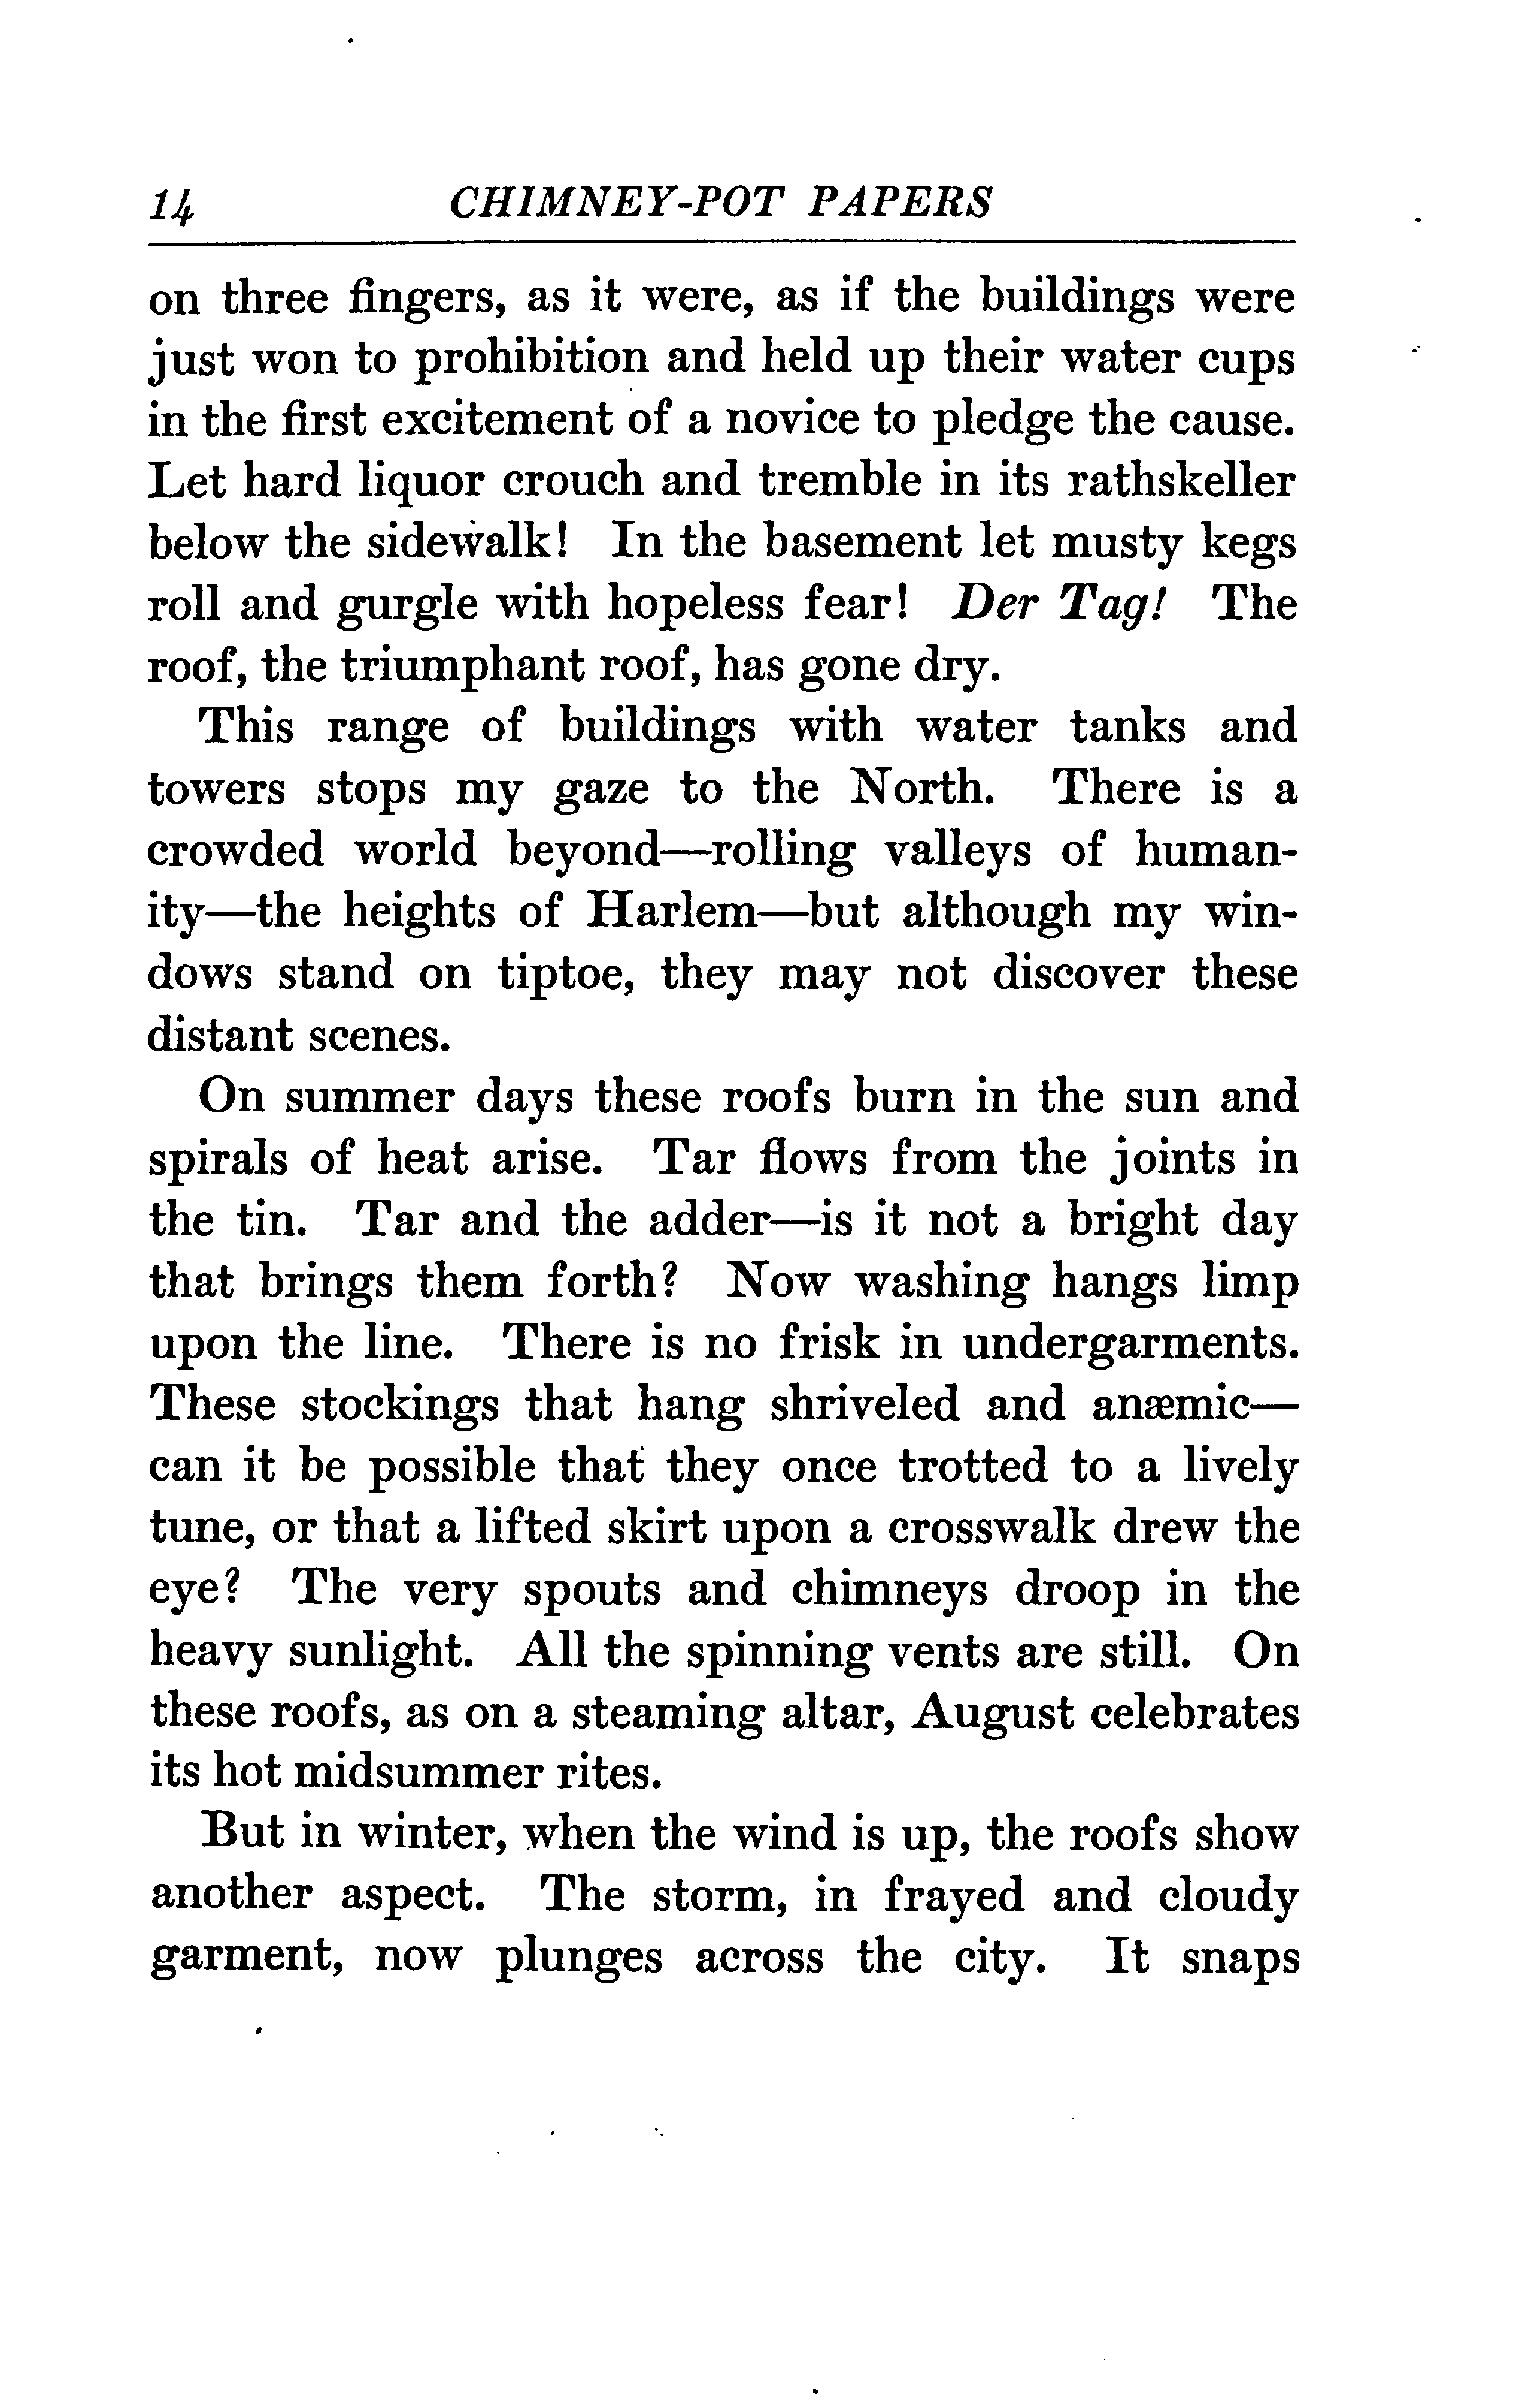 14 CHIMNEY-POT PAPERS
on three fingers, as it were, as if the buildings were
just won to prohibition and held up their water cups
in the first excitement of a novice to pledge the cause.
Let hard liquor crouch and tremble in its rathskeller
below the sidewalk! In the basement let musty kegs
roll and gurgle with hopeless fear! Der Tag! The
roof, the triumphant roof, has gone dry.
This range of buildings with water tanks and
towers stops my gaze to the North. There is a
crowded world beyond—rolling valleys of human-
ity—the heights of Harlem—but although my win-
dows stand on tiptoe, they may not discover these
distant scenes.
On summer days these roofs burn in the sun and
spirals of heat arise. Tar flows from the joints in
the tin. Tar and the adder—is it not a bright day
that brings them forth? Now washing hangs limp
upon the line. There is no frisk in undergarments.
These stockings that hang shriveled and anæmic—
can it be possible that they once trotted to a lively
tune, or that a lifted skirt upon a crosswalk drew the
eye? The very spouts and chimneys droop in the
heavy sunlight. All the spinning vents are still. On
these roofs, as on a steaming altar, August celebrates
its hot midsummer rites.
But in winter, when the wind is up, the roofs show
another aspect. The storm, in frayed and cloudy
garment, now plunges across the city. It snaps